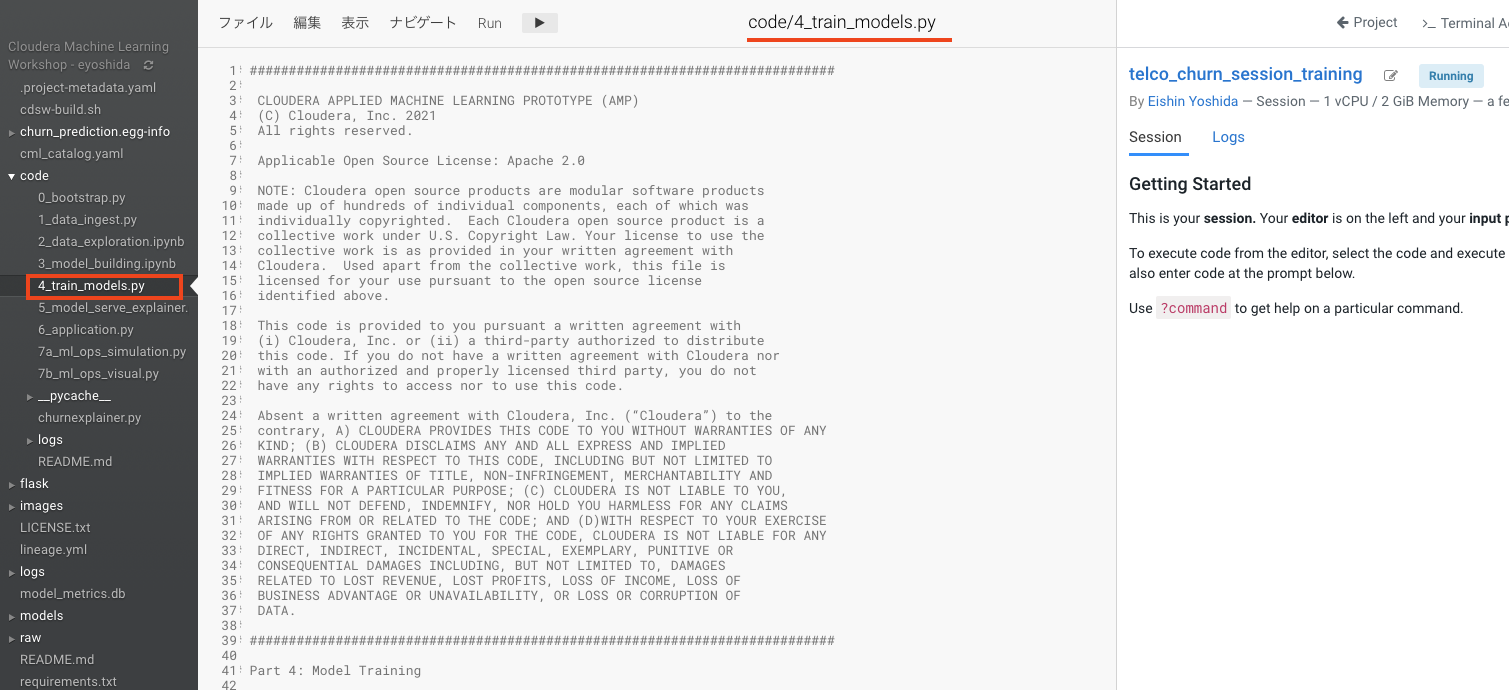 Cloudera Machine Learning
Workshop - eyoshida
.project-metadata.yaml
cdsw-build.sh
churn_prediction.egg-info
cml_catalog.yaml
code
0_bootstrap.py
1_data_ingest.py
2_data_exploration.ipynb
3_model_building.ipynb
4_train_models.py
5_model_serve_explainer.
6_application.py
7a_ml_ops_simulation.py
7b_ml_ops_visual.py
__pycache__
churnexplainer.py
logs
README.md
flask
images
LICENSE.txt
lineage.yml
logs
model_metrics.db
models
raw
README.md
requirements.txt
ファイル 編集 表示 ナビゲート Run
code/4_train_models.py
1 ###########################################################################
2
3 CLOUDERA APPLIED MACHINE LEARNING PROTOTYPE (AMP)
4 (C) Cloudera, Inc. 2021
5 All rights reserved.
6
7 Applicable Open Source License: Apache 2.0
8
9 NOTE: Cloudera open source products are modular software products
10 made up of hundreds of individual components, each of which was
11 individually copyrighted.  Each Cloudera open source product is a
12 collective work under U.S. Copyright Law. Your license to use the
13 collective work is as provided in your written agreement with
14 Cloudera.  Used apart from the collective work, this file is
15 licensed for your use pursuant to the open source license
16 identified above.
17
18 This code is provided to you pursuant a written agreement with
19 (i) Cloudera, Inc. or (ii) a third-party authorized to distribute
20 this code. If you do not have a written agreement with Cloudera nor
21 with an authorized and properly licensed third party, you do not
22 have any rights to access nor to use this code.
23
24 Absent a written agreement with Cloudera, Inc. (“Cloudera”) to the
25 contrary, A) CLOUDERA PROVIDES THIS CODE TO YOU WITHOUT WARRANTIES OF ANY
26 KIND; (B) CLOUDERA DISCLAIMS ANY AND ALL EXPRESS AND IMPLIED
27 WARRANTIES WITH RESPECT TO THIS CODE, INCLUDING BUT NOT LIMITED TO
28 IMPLIED WARRANTIES OF TITLE, NON-INFRINGEMENT, MERCHANTABILITY AND
29 FITNESS FOR A PARTICULAR PURPOSE; (C) CLOUDERA IS NOT LIABLE TO YOU,
30 AND WILL NOT DEFEND, INDEMNIFY, NOR HOLD YOU HARMLESS FOR ANY CLAIMS
31 ARISING FROM OR RELATED TO THE CODE; AND (D)WITH RESPECT TO YOUR EXERCISE
32 OF ANY RIGHTS GRANTED TO YOU FOR THE CODE, CLOUDERA IS NOT LIABLE FOR ANY
33 DIRECT, INDIRECT, INCIDENTAL, SPECIAL, EXEMPLARY, PUNITIVE OR
34 CONSEQUENTIAL DAMAGES INCLUDING, BUT NOT LIMITED TO, DAMAGES
35 RELATED TO LOST REVENUE, LOST PROFITS, LOSS OF INCOME, LOSS OF
36 BUSINESS ADVANTAGE OR UNAVAILABILITY, OR LOSS OR CORRUPTION OF
37 DATA.
38
39 ###########################################################################
40
41 Part 4: Model Training
42
Project >_ Terminal A
telco_churn_session_training Running
By Eishin Yoshida — Session — 1 vCPU / 2 GiB Memory — a fe
Session Logs
Getting Started
This is your session. Your editor is on the left and your input p
To execute code from the editor, select the code and execute
also enter code at the prompt below.
Use ?command to get help on a particular command.